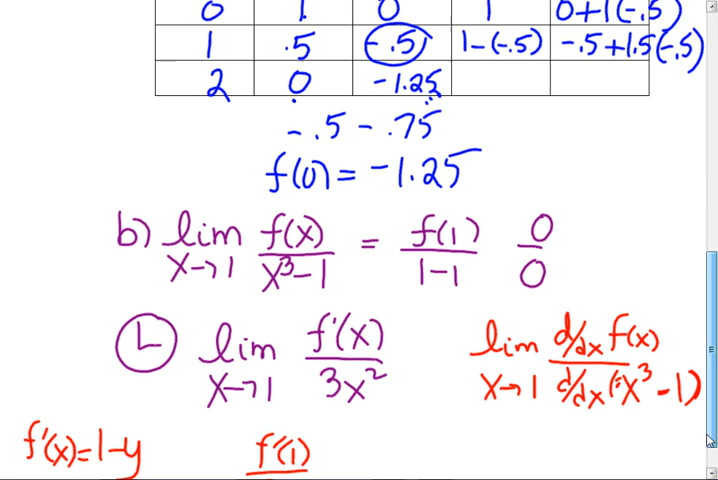 0 1 0 1 0+1(-.5)
1 .5 -.5 1-(-.5) -.5+1.5(-.5)
2 0 -1.25
-.5 - .75
f(0) = -1.25
b) lim x→1 f(x)/(x³-1) = f(1)/(1-1) 0/0
L lim x→1 f'(x)/3x² lim x→1 d/dx f(x) / d/dx (x³-1)
f'(x)=1-y f'(1)